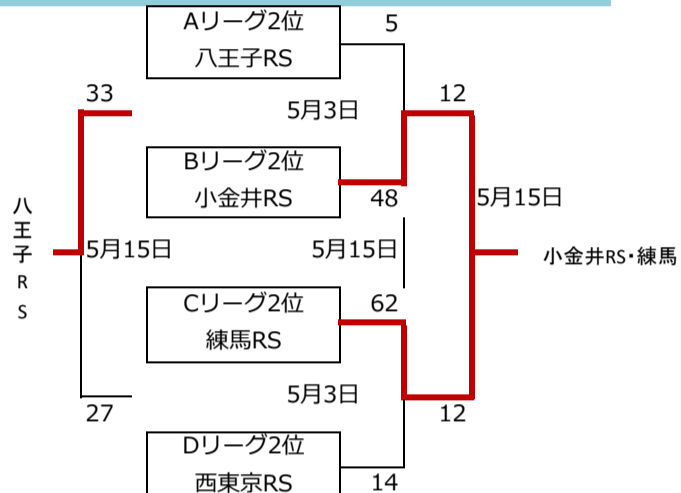 Aリーグ2位
八王子RS
5
33
5月3日
12
Bリーグ2位
小金井RS
48
5月15日
八王子RS
5月15日
5月15日
小金井RS・練馬
Cリーグ2位
練馬RS
62
5月3日
27
12
Dリーグ2位
西東京RS
14